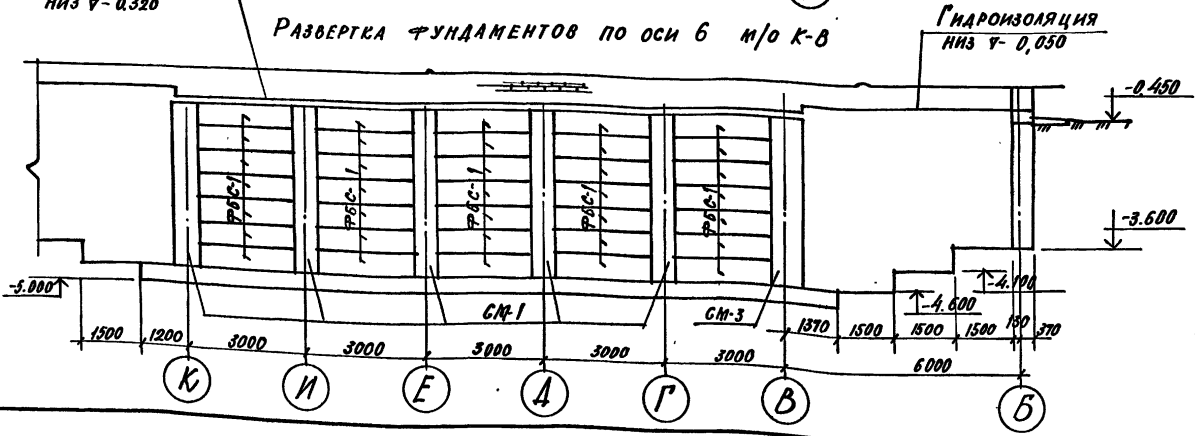 низ ∇- 0.320
Развертка фундаментов по оси 6 м/о К-В
Гидроизоляция
низ ∇- 0,050
-0.450
ФБС-1
ФБС-1
ФБС-1
ФБС-1
ФБС-1
-3.600
-5.000
-4.100
-4.600
СМ-1
СМ-3
1500 1200 3000 3000 3000 3000 3000 1370 1500 1500 1500 130 370
6000
К И Е Д Г В Б